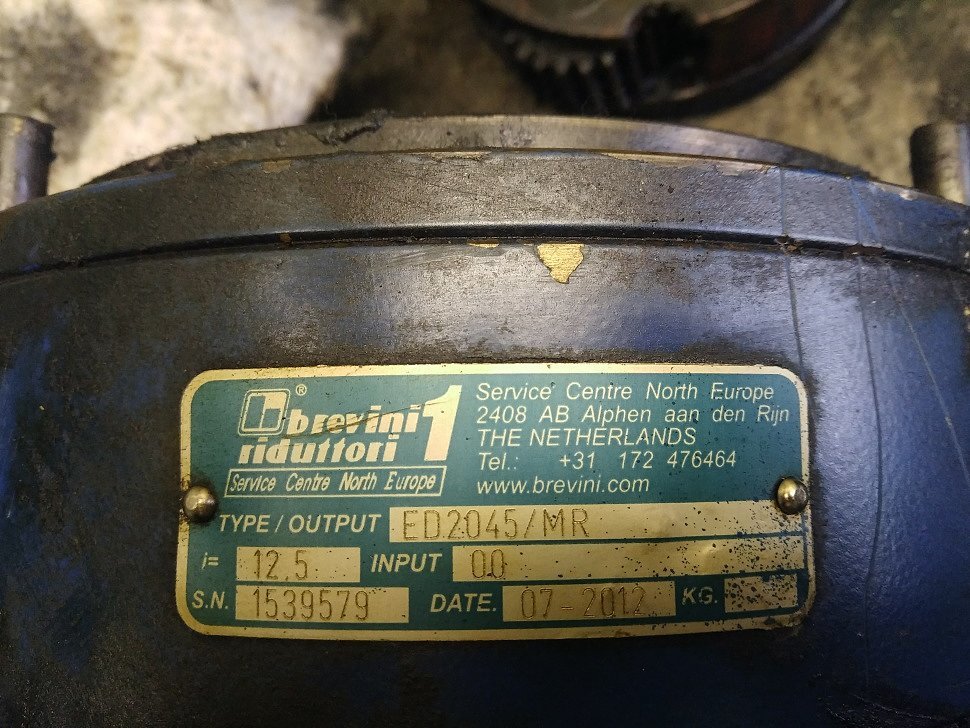 brevini® 1
riduttori
Service Centre North Europe
Service Centre North Europe
2408 AB Alphen aan den Rijn
THE NETHERLANDS
Tel.: +31 172 476464
www.brevini.com
TYPE / OUTPUT ED2045/MR
i= 12,5 INPUT 00
S.N. 1539579 DATE. 07-2012 KG.